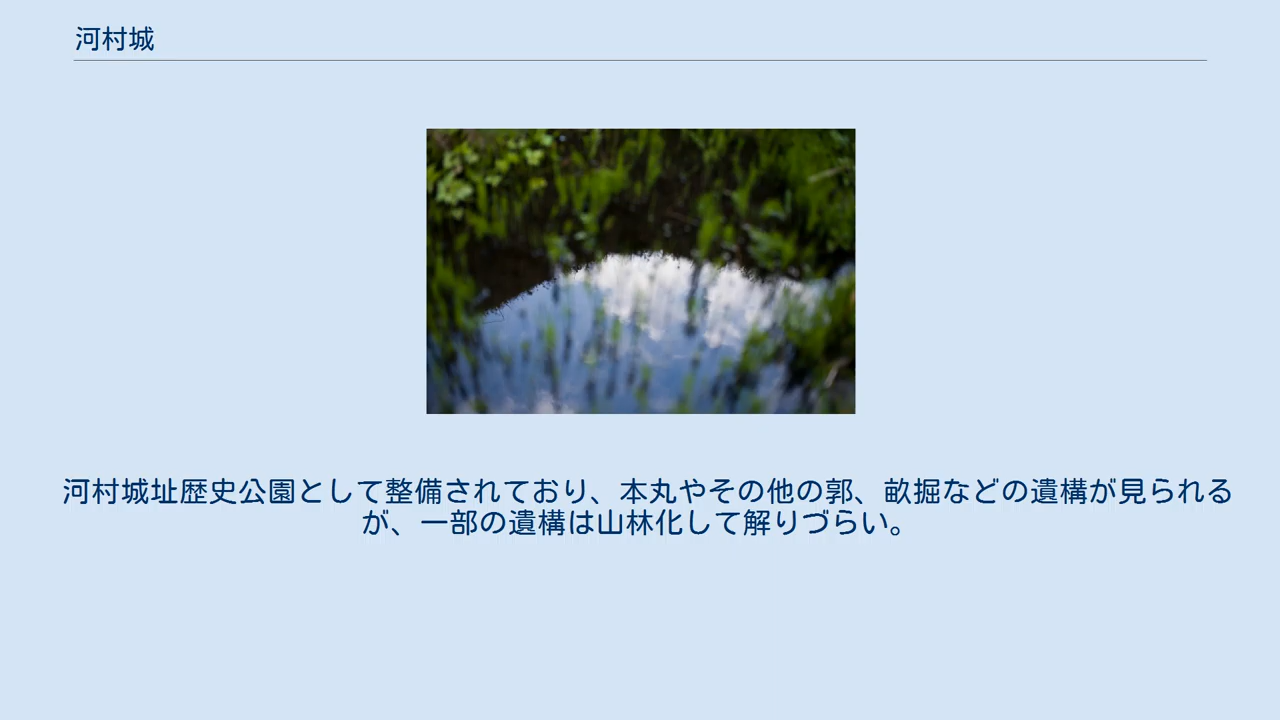 河村城
河村城址歴史公園として整備されており、本丸やその他の郭、畝掘などの遺構が見られる
が、一部の遺構は山林化して解りづらい。